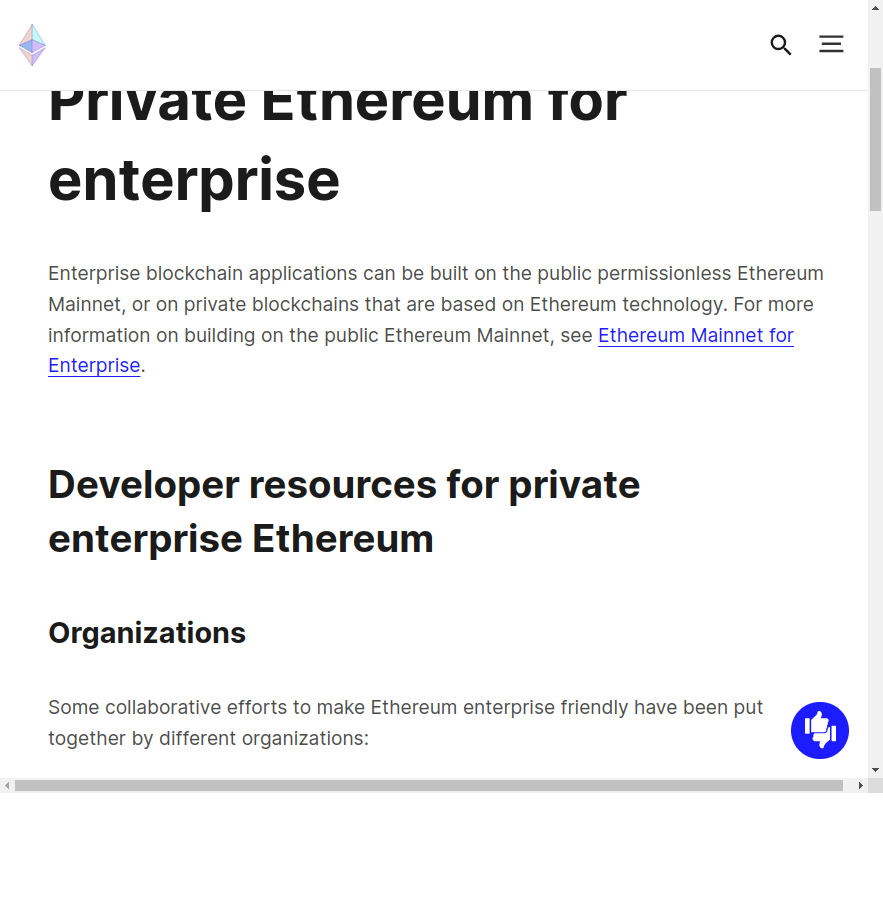 Private Ethereum for
enterprise
Enterprise blockchain applications can be built on the public permissionless Ethereum
Mainnet, or on private blockchains that are based on Ethereum technology. For more
information on building on the public Ethereum Mainnet, see Ethereum Mainnet for
Enterprise.
Developer resources for private
enterprise Ethereum
Organizations
Some collaborative efforts to make Ethereum enterprise friendly have been put
together by different organizations: